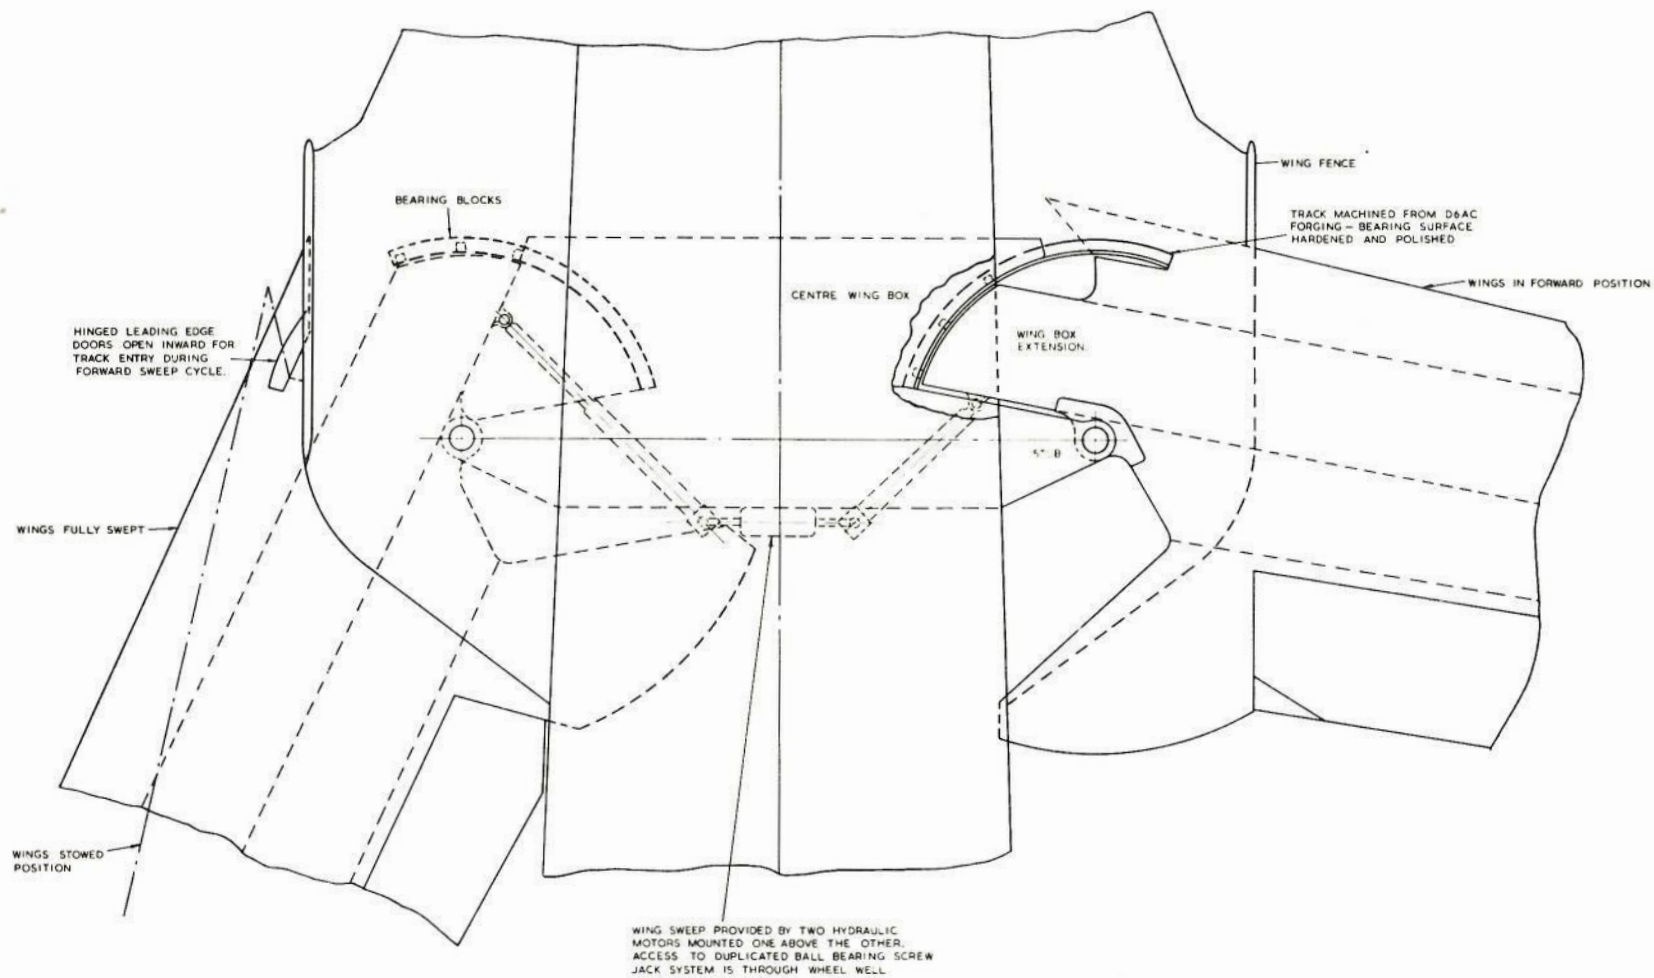 WING FENCE
BEARING BLOCKS
TRACK MACHINED FROM D6AC
FORGING – BEARING SURFACE
HARDENED AND POLISHED
WINGS IN FORWARD POSITION
CENTRE WING BOX
HINGED LEADING EDGE
DOORS OPEN INWARD FOR
TRACK ENTRY DURING
FORWARD SWEEP CYCLE.
WING BOX
EXTENSION.
STUB
WINGS FULLY SWEPT
WINGS STOWED
POSITION
WING SWEEP PROVIDED BY TWO HYDRAULIC
MOTORS MOUNTED ONE ABOVE THE OTHER.
ACCESS TO DUPLICATED BALL BEARING SCREW
JACK SYSTEM IS THROUGH WHEEL WELL